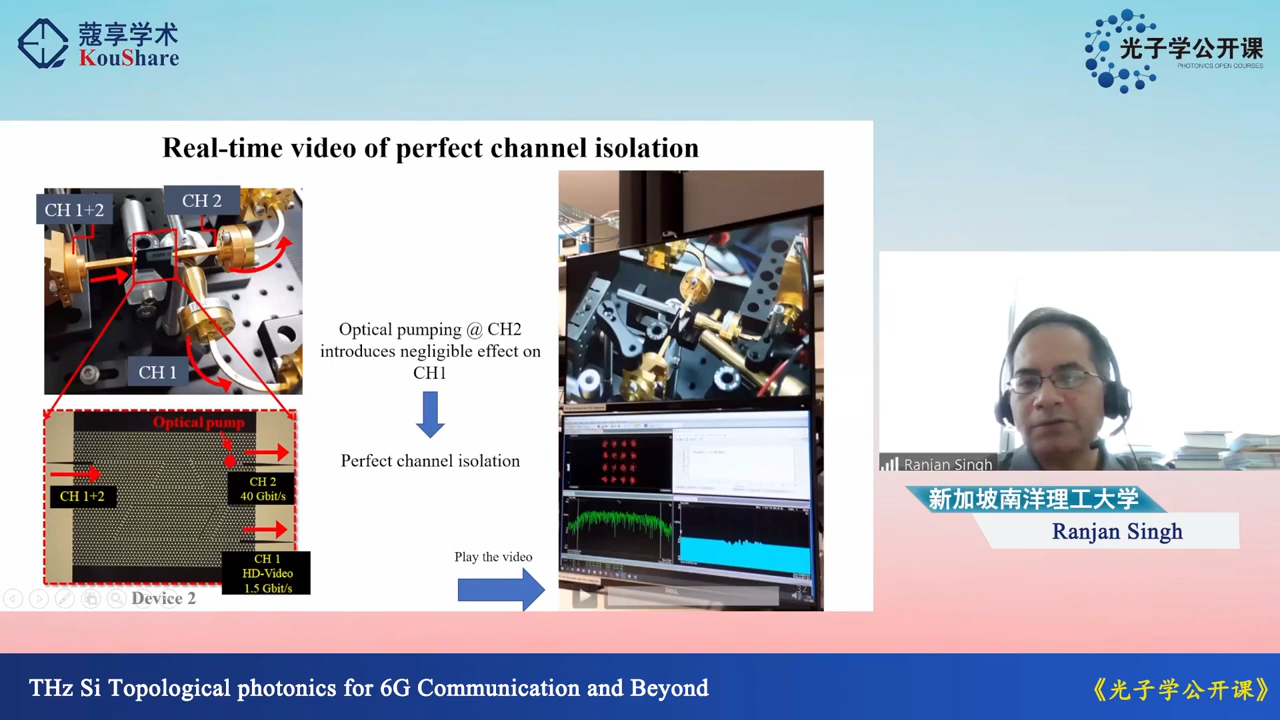 蔻享学术
KouShare
光子学公开课
PHOTONICS OPEN COURSES
Real-time video of perfect channel isolation
CH 1+2
CH 2
CH 1
Optical pump
CH 1+2
CH 2
40 Gbit/s
CH 1
HD-Video
1.5 Gbit/s
Device 2
Optical pumping @ CH2
introduces negligible effect on
CH1
Perfect channel isolation
Play the video
Ranjan Singh
新加坡南洋理工大学
Ranjan Singh
THz Si Topological photonics for 6G Communication and Beyond
《光子学公开课》